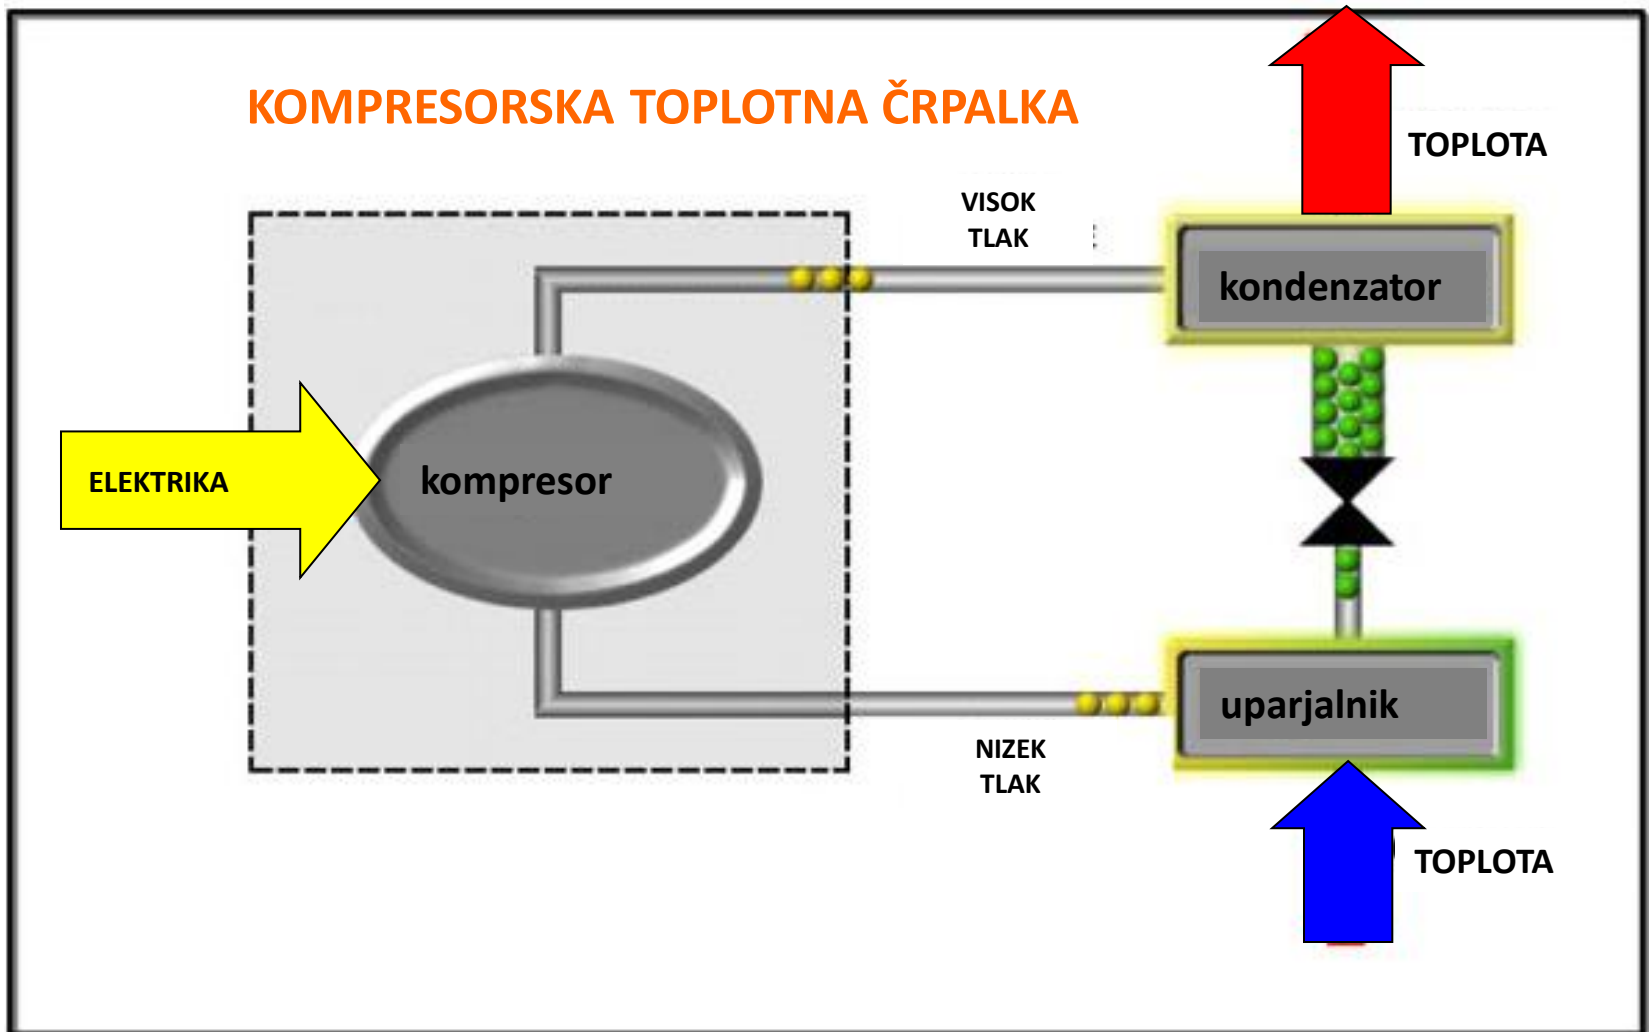 KOMPRESORSKA TOPLOTNA ČRPALKA
TOPLOTA
VISOK
TLAK
kondenzator
ELEKTRIKA
kompresor
uparjalnik
NIZEK
TLAK
TOPLOTA